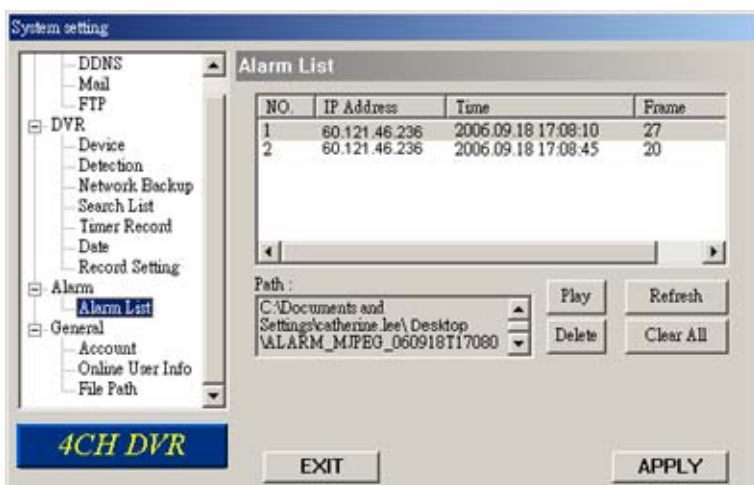 System setting
DDNS
Mail
FTP
DVR
Device
Detection
Network Backup
Search List
Timer Record
Date
Record Setting
Alarm
Alarm List
General
Account
Online User Info
File Path
4CH DVR
Alarm List
NO. IP Address Time Frame
1 60.121.46.236 2006.09.18 17:08:10 27
2 60.121.46.236 2006.09.18 17:08:45 20
Path :
C:\Documents and
Settings\catherine.lee\ Desktop
\ALARM_MJPEG_060918T17080
Play
Refresh
Delete
Clear All
EXIT
APPLY